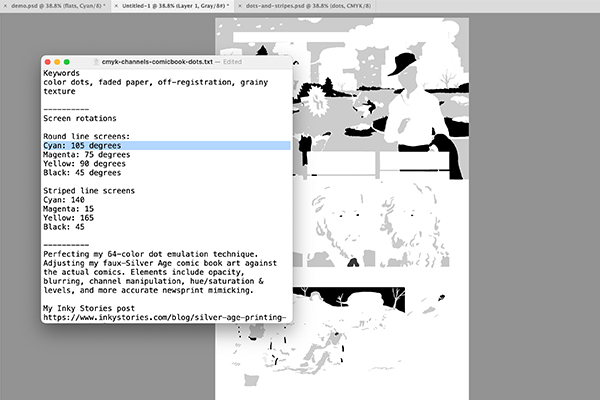 demo.psd @ 38.8% (flats, Cyan/8) *
Untitled-1 @ 38.8% (Layer 1, Gray/8#) *
dots-and-stripes.psd @ 38.8% (dots, CMYK/8)
cmyk-channels-comicbook-dots.txt — Edited
Keywords
color dots, faded paper, off-registration, grainy
texture
----------
Screen rotations
Round line screens:
Cyan: 105 degrees
Magenta: 75 degrees
Yellow: 90 degrees
Black: 45 degrees
Striped line screens
Cyan: 140
Magenta: 15
Yellow: 165
Black: 45
----------
Perfecting my 64-color dot emulation technique.
Adjusting my faux-Silver Age comic book art against
the actual comics. Elements include opacity,
blurring, channel manipulation, hue/saturation &
levels, and more accurate newsprint mimicking.
My Inky Stories post
https://www.inkystories.com/blog/silver-age-printing-